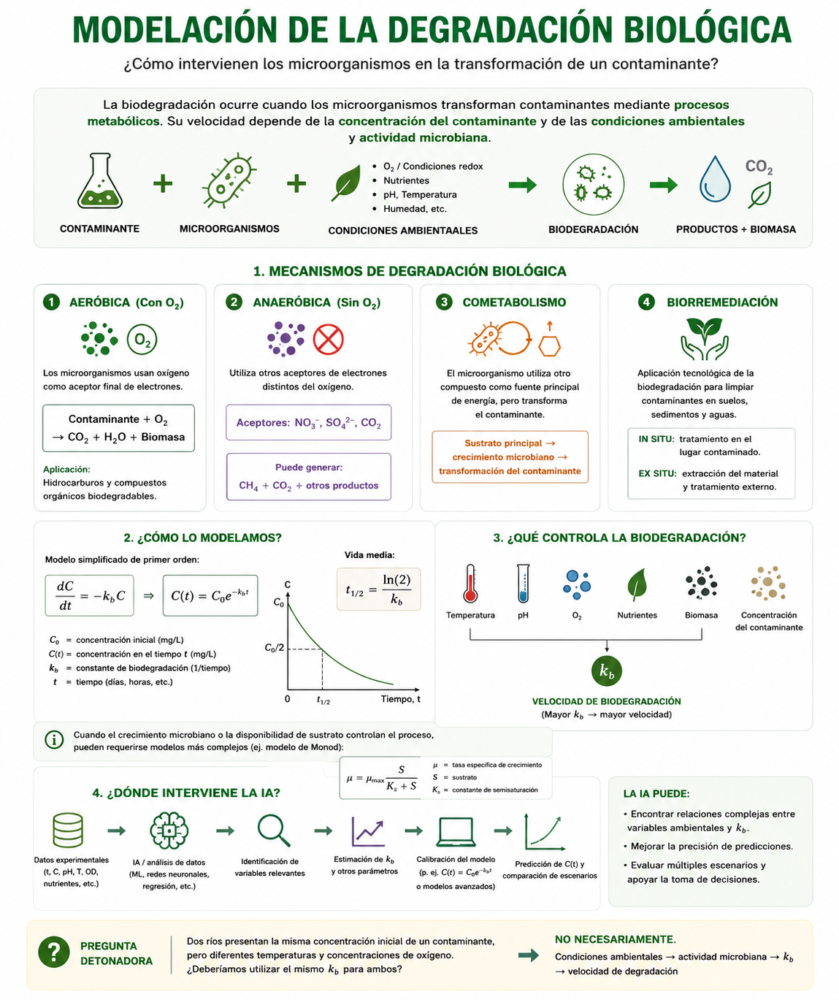 MODELACIÓN DE LA DEGRADACIÓN BIOLÓGICA
¿Cómo intervienen los microorganismos en la transformación de un contaminante?
La biodegradación ocurre cuando los microorganismos transforman contaminantes mediante procesos
metabólicos. Su velocidad depende de la concentración del contaminante y de las condiciones ambientales
y actividad microbiana.
CONTAMINANTE
+
MICROORGANISMOS
+
• O₂ / Condiciones redox
• Nutrientes
• pH, Temperatura
• Humedad, etc.
CONDICIONES AMBIENTAALES
BIODEGRADACIÓN
CO₂
PRODUCTOS + BIOMASA
1. MECANISMOS DE DEGRADACIÓN BIOLÓGICA
1 AERÓBICA (Con O₂)
O₂
Los microorganismos usan oxígeno
como aceptor final de electrones.
Contaminante + O₂
→ CO₂ + H₂O + Biomasa
Aplicación:
Hidrocarburos y compuestos
orgánicos biodegradables.
2 ANAERÓBICA (Sin O₂)
Utiliza otros aceptores de electrones
distintos del oxígeno.
Aceptores: NO₃⁻, SO₄²⁻, CO₂
Puede generar:
CH₄ + CO₂ + otros productos
3 COMETABOLISMO
El microorganismo utiliza otro
compuesto como fuente principal
de energía, pero transforma
el contaminante.
Sustrato principal →
crecimiento microbiano →
transformación del contaminante
4 BIORREMEDIACIÓN
Aplicación tecnológica de la
biodegradación para limpiar
contaminantes en suelos,
sedimentos y aguas.
IN SITU: tratamiento en el
lugar contaminado.
EX SITU: extracción del material
y tratamiento externo.
2. ¿CÓMO LO MODELAMOS?
Modelo simplificado de primer orden:
dC/dt = −k_b C ⇒ C(t) = C₀e^(−k_b t)
C₀ = concentración inicial (mg/L)
C(t) = concentración en el tiempo t (mg/L)
k_b = constante de biodegradación (1/tiempo)
t = tiempo (días, horas, etc.)
Vida media:
t₁/₂ = ln(2)/k_b
C
C₀
C₀/2
0 t₁/₂ Tiempo, t
3. ¿QUÉ CONTROLA LA BIODEGRADACIÓN?
Temperatura
pH
O₂
Nutrientes
Biomasa
Concentración
del contaminante
k_b
VELOCIDAD DE BIODEGRADACIÓN
(Mayor k_b → mayor velocidad)
i
Cuando el crecimiento microbiano o la disponibilidad de sustrato controlan el proceso,
pueden requerirse modelos más complejos (ej. modelo de Monod):
μ = μ_max S/(K_s + S)
μ = tasa específica de crecimiento
S = sustrato
K_s = constante de semisaturación
4. ¿DÓNDE INTERVIENE LA IA?
Datos experimentales
(t, C, pH, T, OD,
nutrientes, etc.)
IA / análisis de datos
(ML, redes neuronales,
regresión, etc.)
Identificación de
variables relevantes
Estimación de k_b
y otros parámetros
Calibración del modelo
(p. ej. C(t) = C₀e^(−k_b t)
o modelos avanzados)
Predicción de C(t) y
comparación de escenarios
LA IA PUEDE:
• Encontrar relaciones complejas entre
variables ambientales y k_b.
• Mejorar la precisión de predicciones.
• Evaluar múltiples escenarios y
apoyar la toma de decisiones.
?
PREGUNTA
DETONADORA
Dos ríos presentan la misma concentración inicial de un contaminante,
pero diferentes temperaturas y concentraciones de oxígeno.
¿Deberíamos utilizar el mismo k_b para ambos?
NO NECESARIAMENTE.
Condiciones ambientales → actividad microbiana → k_b
→ velocidad de degradación